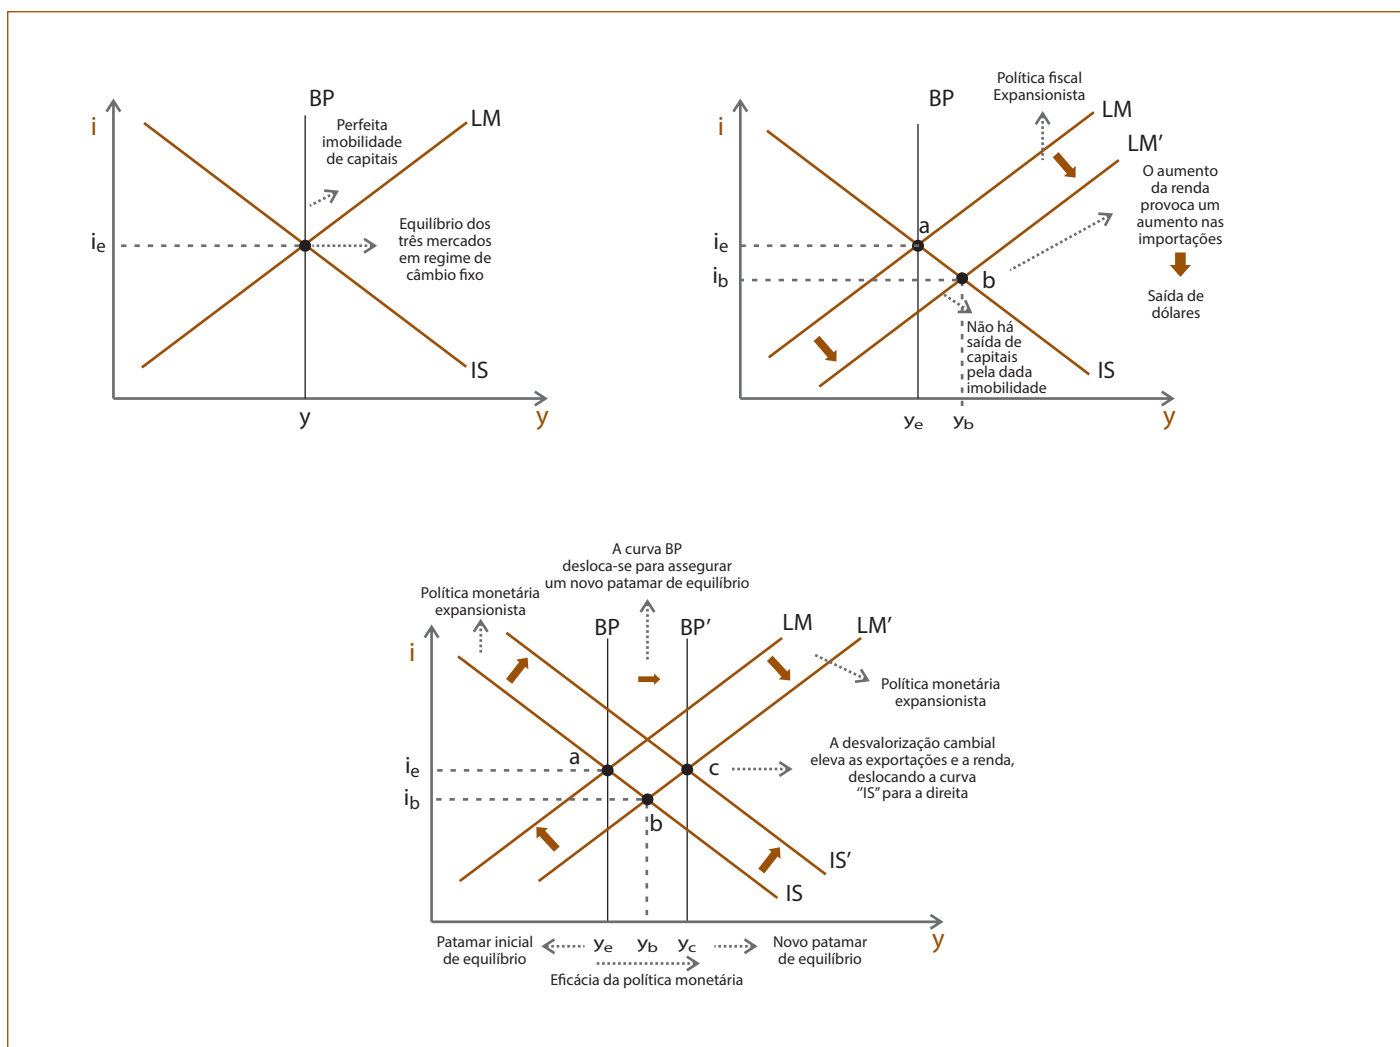 BP
LM
i
Perfeita
imobilidade
de capitais
Equilíbrio dos
três mercados
em regime de
câmbio fixo
ie
IS
y
y
Política fiscal
Expansionista
BP
LM
i
LM’
O aumento
da renda
provoca um
aumento nas
importações
a
ie
ib
b
Saída de
dólares
Não há
saída de
capitais
pela dada
imobilidade
IS
ye
yb
y
A curva BP
desloca-se para assegurar
um novo patamar de equilíbrio
Política monetária
expansionista
BP
BP’
LM
LM’
i
Política monetária
expansionista
a
c
ie
A desvalorização cambial
eleva as exportações e a renda,
deslocando a curva
“IS” para a direita
ib
b
IS’
IS
Patamar inicial
de equilíbrio
ye
yb
yc
Novo patamar
de equilíbrio
y
Eficácia da política monetária